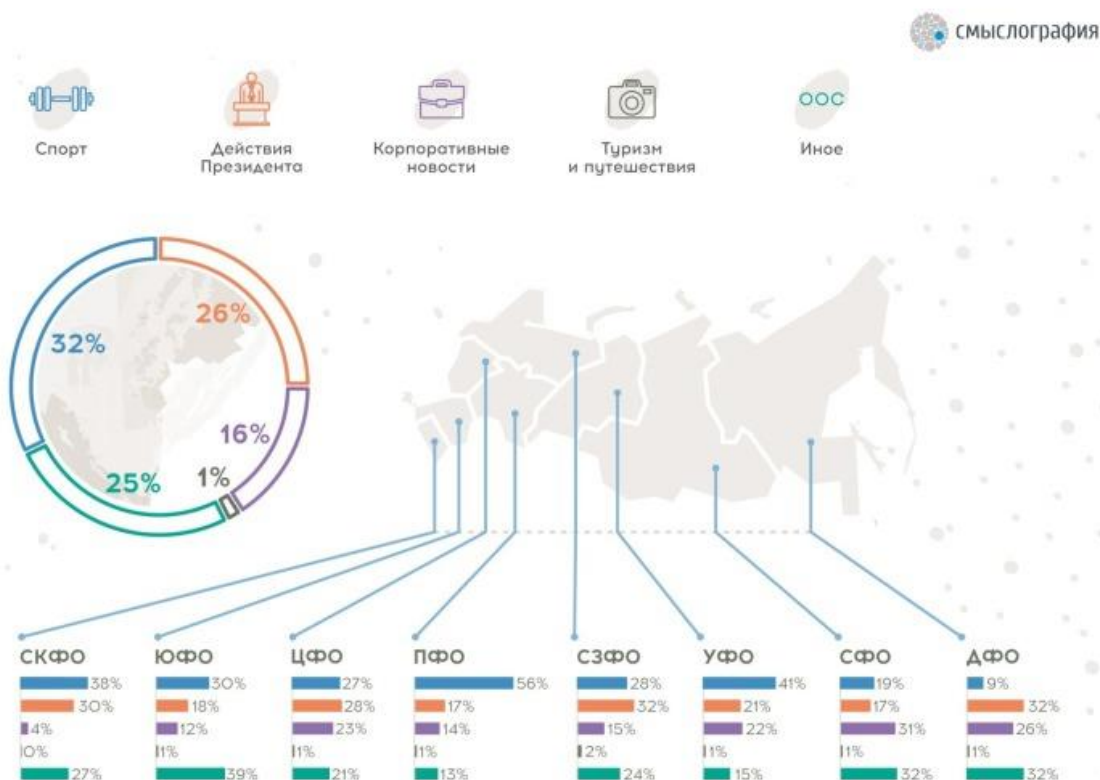 смыслография
Спорт
Действия
Президента
Корпоративные
новости
Туризм
и путешествия
Иное
32%
26%
16%
1%
25%
СКФО
38%
30%
4%
0%
27%
ЮФО
30%
18%
12%
1%
39%
ЦФО
27%
28%
23%
1%
21%
ПФО
56%
17%
14%
1%
13%
СЗФО
28%
32%
15%
2%
24%
УФО
41%
21%
22%
1%
15%
СФО
19%
17%
31%
1%
32%
ДФО
9%
32%
26%
1%
32%